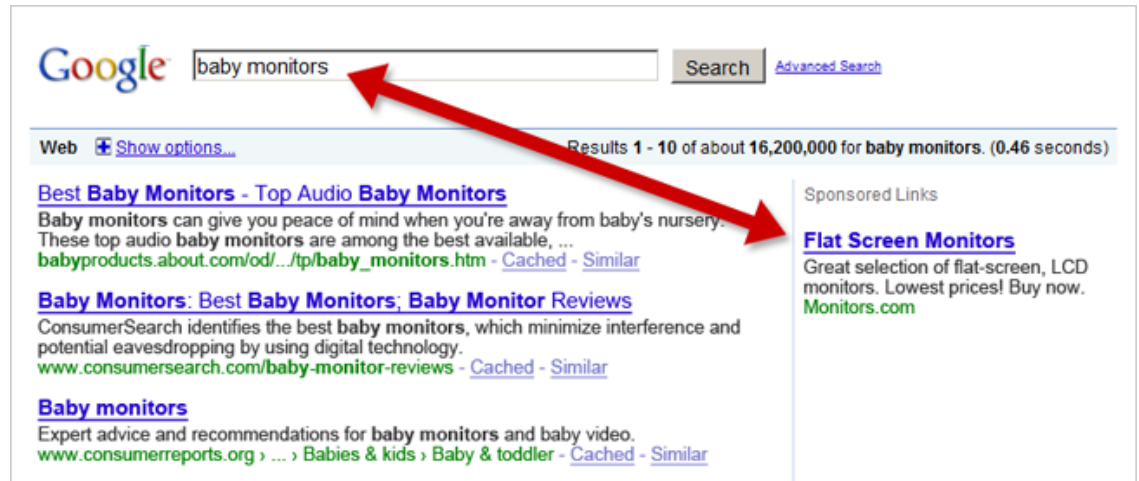 Google baby monitors Search Advanced Search
Web Show options... Results 1 - 10 of about 16,200,000 for baby monitors. (0.46 seconds)
Best Baby Monitors - Top Audio Baby Monitors
Baby monitors can give you peace of mind when you're away from baby's nursery.
These top audio baby monitors are among the best available, ...
babyproducts.about.com/od/.../tp/baby_monitors.htm - Cached - Similar
Baby Monitors: Best Baby Monitors; Baby Monitor Reviews
ConsumerSearch identifies the best baby monitors, which minimize interference and
potential eavesdropping by using digital technology.
www.consumersearch.com/baby-monitor-reviews - Cached - Similar
Baby monitors
Expert advice and recommendations for baby monitors and baby video.
www.consumerreports.org › ... › Babies & kids › Baby & toddler - Cached - Similar
Sponsored Links
Flat Screen Monitors
Great selection of flat-screen, LCD
monitors. Lowest prices! Buy now.
Monitors.com